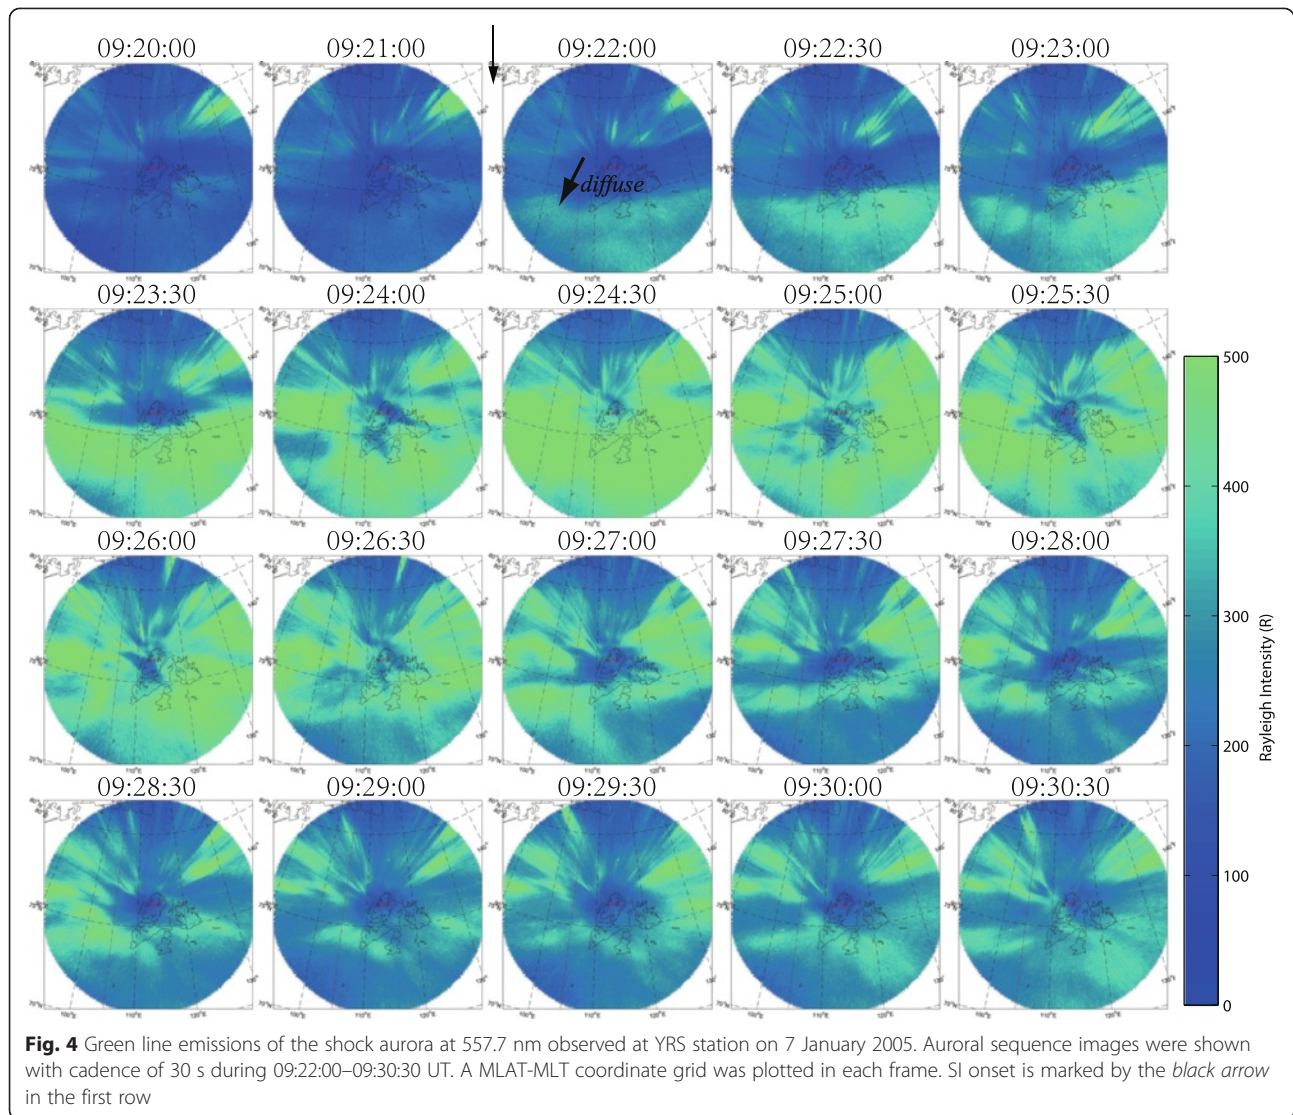 09:20:00 09:21:00 09:22:00 09:22:30 09:23:00
diffuse
09:23:30 09:24:00 09:24:30 09:25:00 09:25:30
500
400
09:26:00 09:26:30 09:27:00 09:27:30 09:28:00
300
200
Rayleigh Intensity (R)
09:28:30 09:29:00 09:29:30 09:30:00 09:30:30
100
0
Fig. 4 Green line emissions of the shock aurora at 557.7 nm observed at YRS station on 7 January 2005. Auroral sequence images were shown
with cadence of 30 s during 09:22:00–09:30:30 UT. A MLAT-MLT coordinate grid was plotted in each frame. SI onset is marked by the black arrow
in the first row